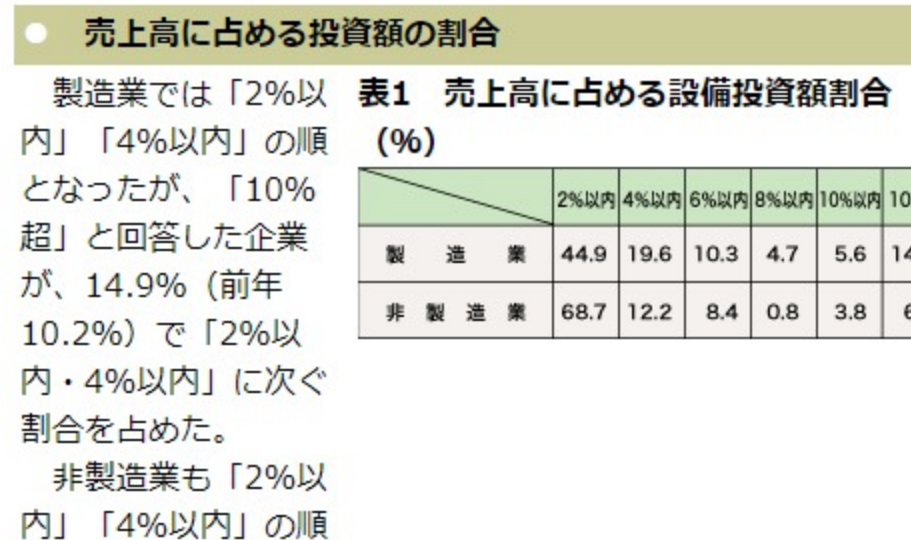 ● 売上高に占める投資額の割合
製造業では「2%以
内」「4%以内」の順
となったが、「10%
超」と回答した企業
が、14.9%（前年
10.2%）で「2%以
内・4%以内」に次ぐ
割合を占めた。
非製造業も「2%以
内」「4%以内」の順
表1 売上高に占める設備投資額割合
（%）
2%以内 4%以内 6%以内 8%以内 10%以内 10
製造業 44.9 19.6 10.3 4.7 5.6 14
非製造業 68.7 12.2 8.4 0.8 3.8 6